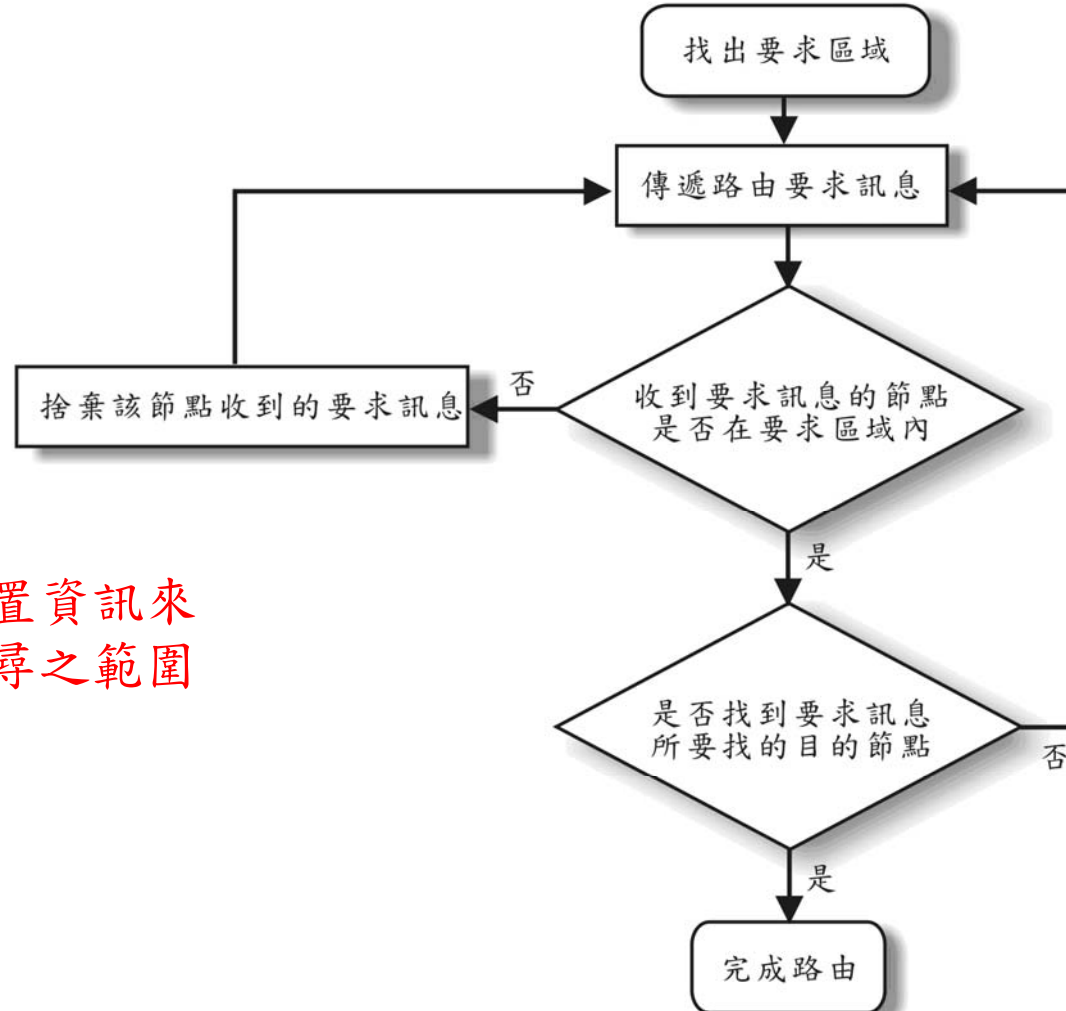 找出要求區域
傳遞路由要求訊息
收到要求訊息的節點
是否在要求區域內
否
捨棄該節點收到的要求訊息
是
置資訊來
尋之範圍
是否找到要求訊息
所要找的目的節點
否
是
完成路由